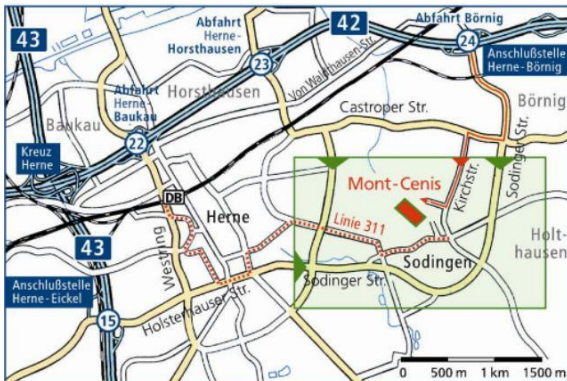 43
Abfahrt
Herne-
Horsthausen
42
Abfahrt Börnig
24
Anschlußstelle
Herne-Börnig
23
Von Waldthausen-Str.
Abfahrt
Herne-
Baukau
Horsthausen
Börnig
Baukau
Castroper Str.
22
Kreuz
Herne
Sodinger Str.
Kirchstr.
Mont-Cenis
DB
Herne
Linie 311
43
Westring
Holt-
hausen
Sodingen
Anschlußstelle
Herne-Eickel
Sodinger Str.
15
Holsterhauser Str.
0 500 m 1 km 1500 m